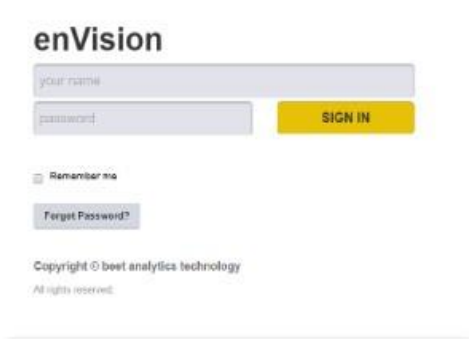 enVision
your name
password
SIGN IN
Remember me
Forget Password?
Copyright © beet analytics technology
All rights reserved.